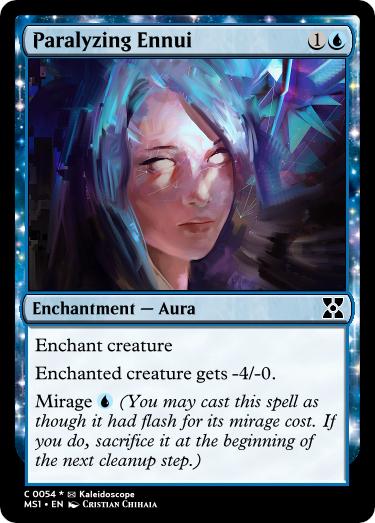 Paralyzing Ennui 1
Enchantment — Aura
Enchant creature
Enchanted creature gets -4/-0.
Mirage (You may cast this spell as
though it had flash for its mirage cost. If
you do, sacrifice it at the beginning of
the next cleanup step.)
C 0054 * Kaleidoscope
MS1 • EN Cristian Chihaia